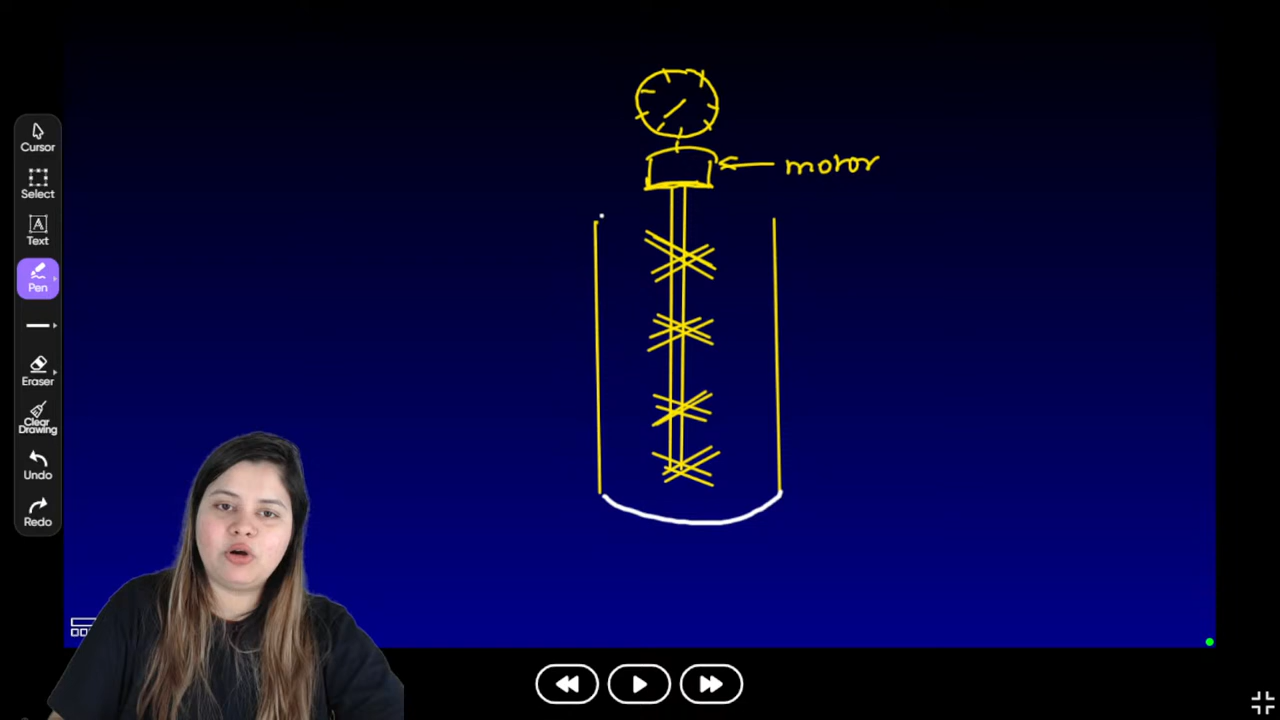 Cursor
Select
Text
Pen
Eraser
Clear
Drawing
Undo
Redo
motor